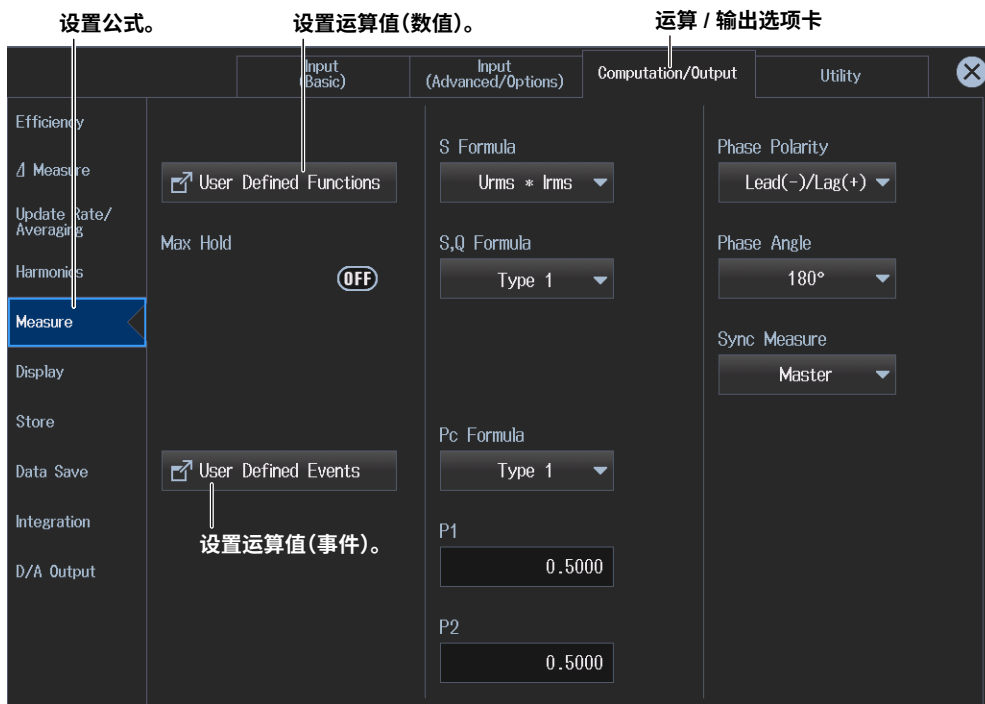 设置公式。
设置运算值(数值)。
运算 / 输出选项卡
Input
(Basic)
Input
(Advanced/Options)
Computation/Output
Utility
Efficiency
⊿ Measure
Update Rate/
Averaging
Harmonics
Measure
Display
Store
Data Save
Integration
D/A Output
User Defined Functions
Max Hold
OFF
User Defined Events
设置运算值(事件)。
S Formula
Urms * Irms
S,Q Formula
Type 1
Pc Formula
Type 1
P1
0.5000
P2
0.5000
Phase Polarity
Lead(-)/Lag(+)
Phase Angle
180°
Sync Measure
Master